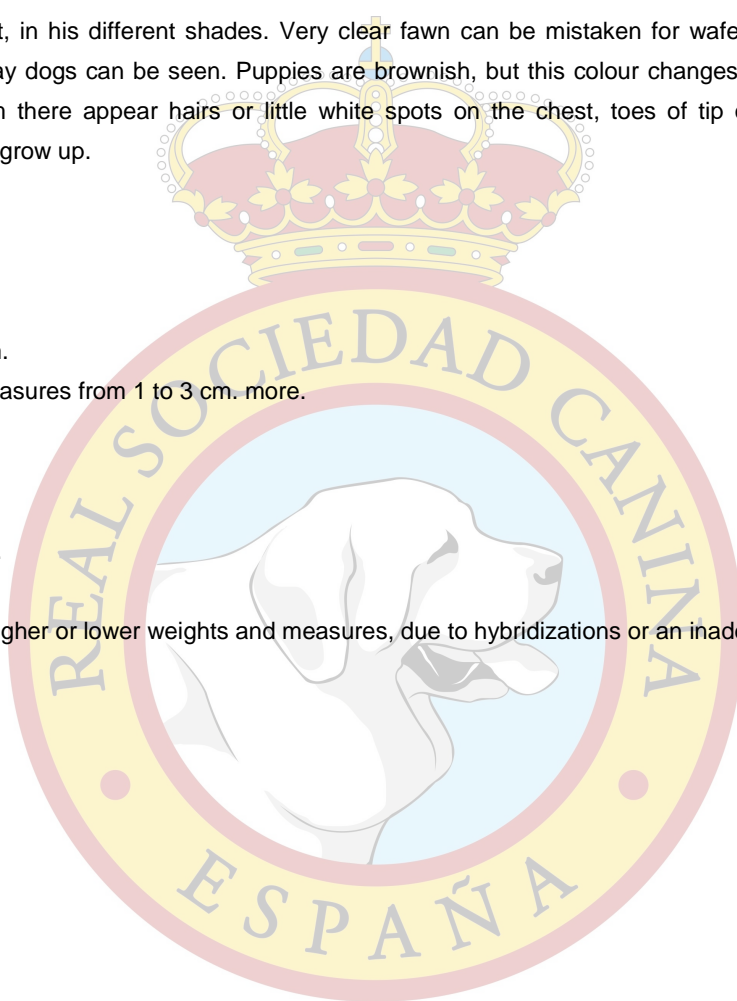 t, in his different shades. Very clear fawn can be mistaken for wafe
ay dogs can be seen. Puppies are brownish, but this colour changes
n there appear hairs or little white spots on the chest, toes of tip
grow up.
.
asures from 1 to 3 cm. more.
gher or lower weights and measures, due to hybridizations or an inad
REAL SOCIEDAD CANINA
ESPAÑA